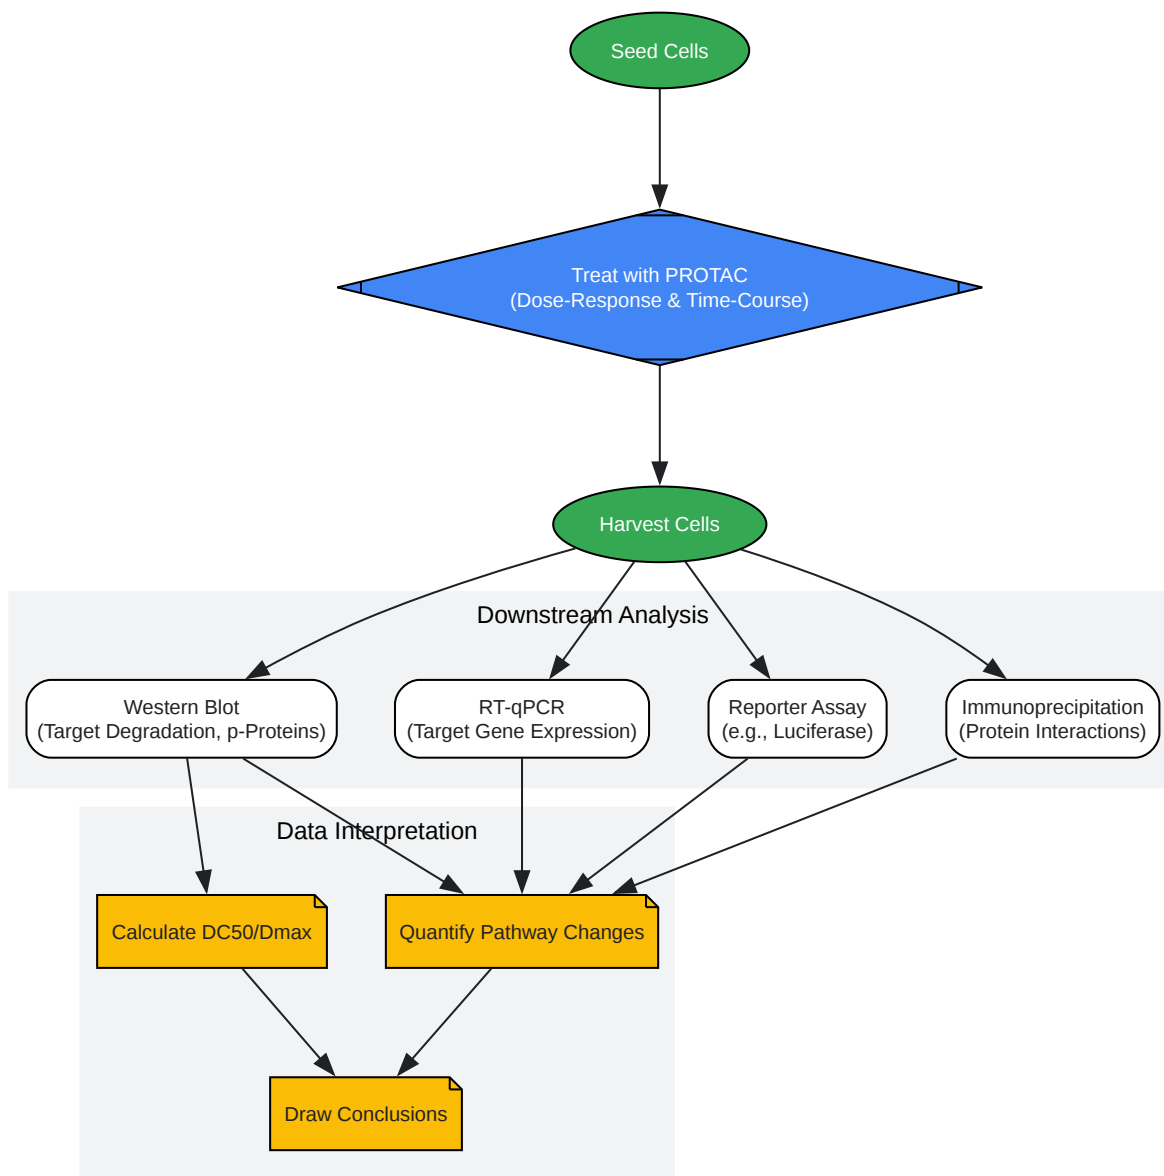 Seed Cells
Treat with PROTAC
(Dose-Response & Time-Course)
Harvest Cells
Downstream Analysis
Western Blot
(Target Degradation, p-Proteins)
RT-qPCR
(Target Gene Expression)
Reporter Assay
(e.g., Luciferase)
Immunoprecipitation
(Protein Interactions)
Data Interpretation
Calculate DC50/Dmax
Quantify Pathway Changes
Draw Conclusions